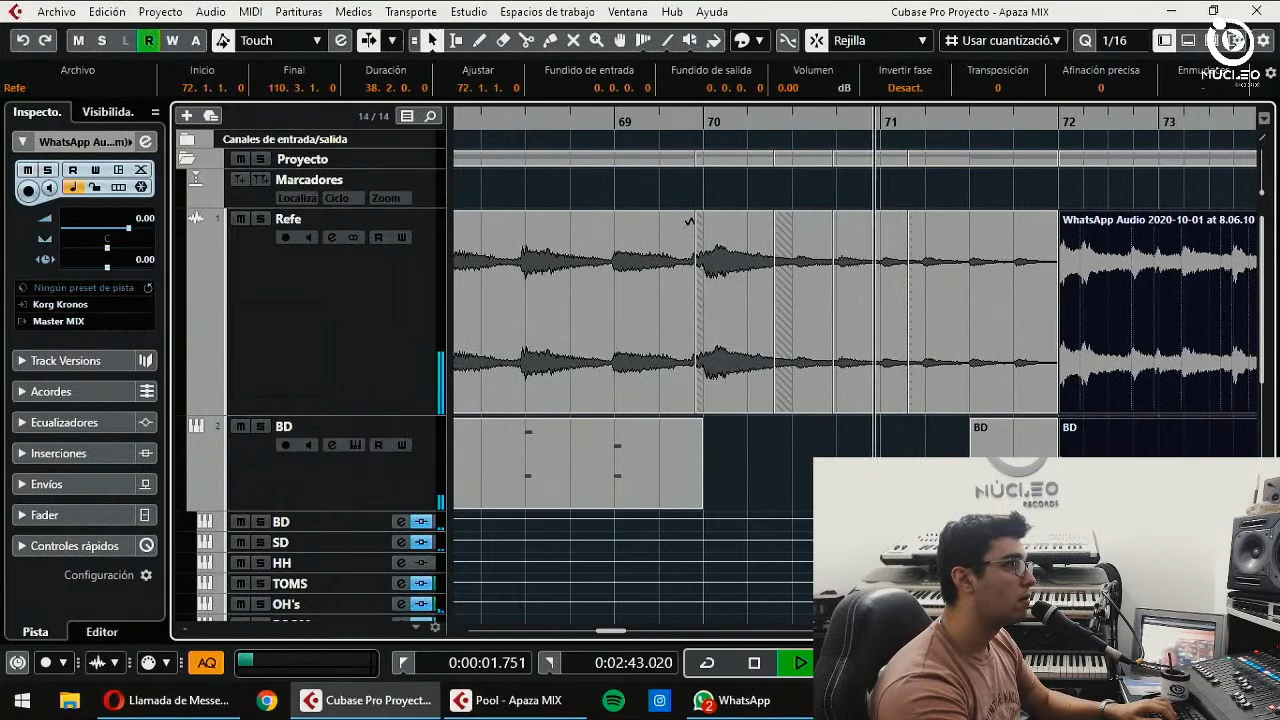 Archivo Edición Proyecto Audio MIDI Partituras Medios Transporte Estudio Espacios de trabajo Ventana Hub Ayuda Cubase Pro Proyecto - Apaza MIX
M S L R W A Touch Rejilla Usar cuantizació.. Q 1/16
NÚCLEO
Archivo Inicio Final Duración Ajustar Fundido de entrada Fundido de salida Volumen Invertir fase Transposición Afinación precisa
Refe 72. 1. 1. 0 110. 3. 1. 0 38. 2. 0. 0 72. 1. 1. 0 0. 0. 0. 0 0. 0. 0. 0 0.00 dB Desact. 0 0 -
Inspecto. Visibilida. 14 / 14
69 70 71 72 73
WhatsApp Au...m) Canales de entrada/salida
M S R W Proyecto
Marcadores
Localiza Ciclo Zoom
0.00 1 Refe WhatsApp Audio 2020-10-01 at 8.06.10
C
0.00
Ningún preset de pista
Korg Kronos
Master MIX
Track Versions
Acordes
Ecualizadores 2 BD BD BD
Inserciones
Envíos NÚCLEO
RECORDS
Fader BD
Controles rápidos SD
HH
Configuración TOMS
OH's
Pista Editor
AQ 0:00:01.751 0:02:43.020
Llamada de Messe... Cubase Pro Proyect... Pool - Apaza MIX 2 WhatsApp